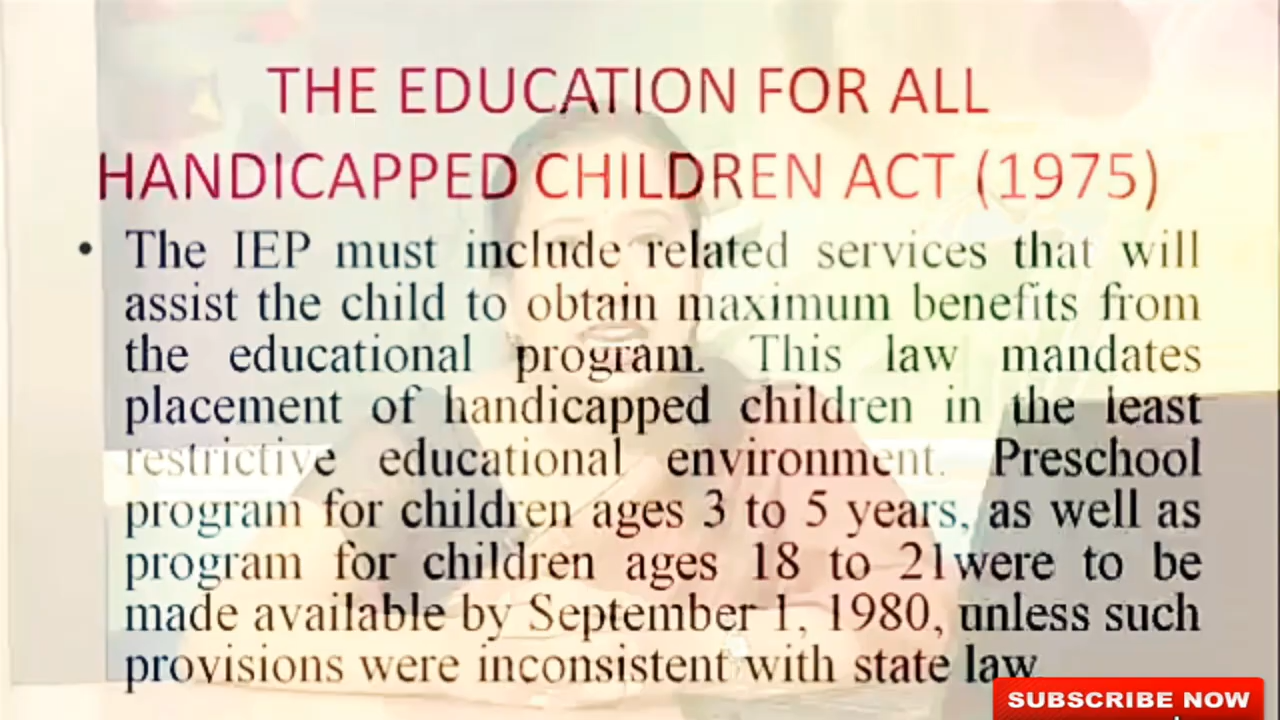 THE EDUCATION FOR ALL
HANDICAPPED CHILDREN ACT (1975)
• The IEP must include related services that will
assist the child to obtain maximum benefits from
the educational program. This law mandates
placement of handicapped children in the least
restrictive educational environment. Preschool
program for children ages 3 to 5 years, as well as
program for children ages 18 to 21were to be
made available by September 1, 1980, unless such
provisions were inconsistent with state law.
SUBSCRIBE NOW